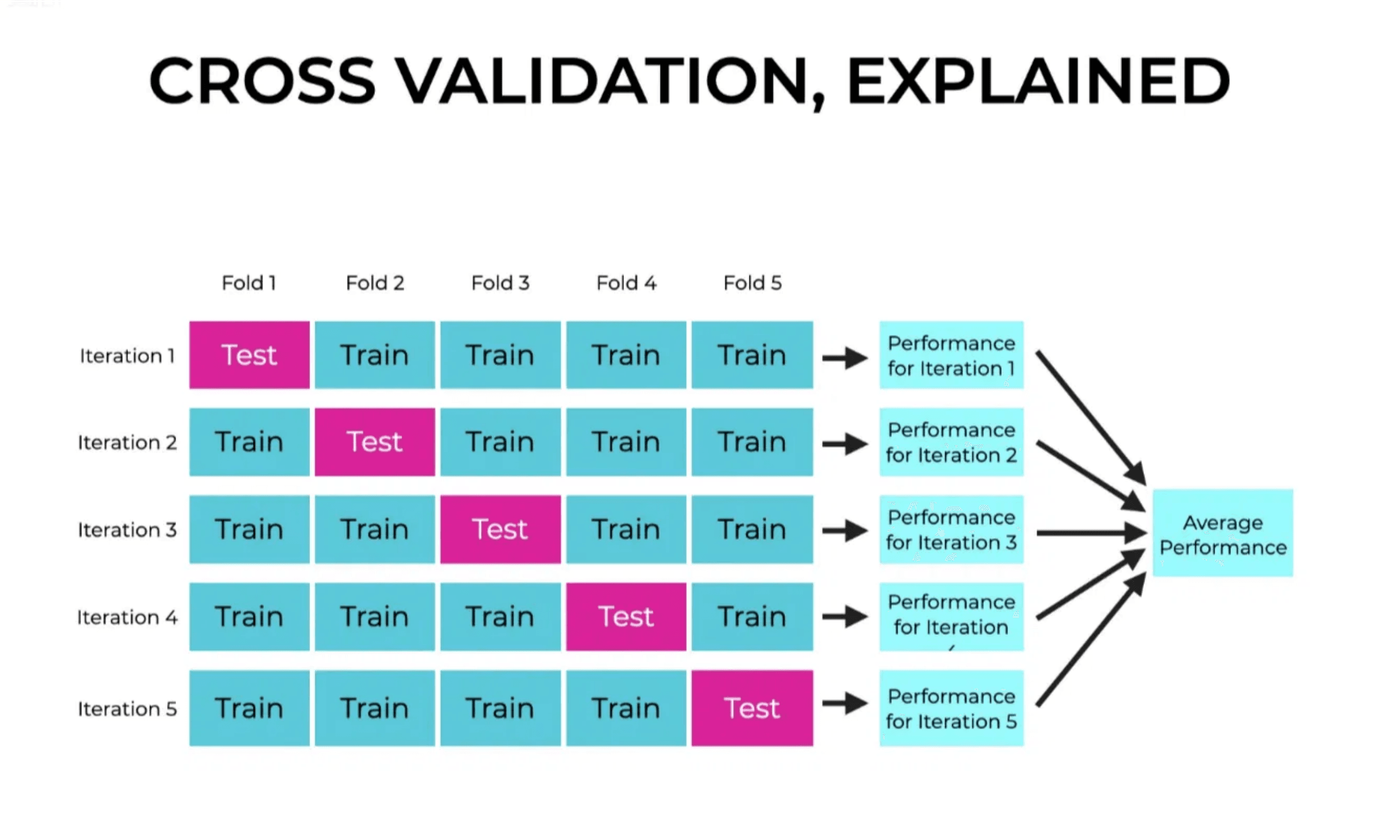 CROSS VALIDATION, EXPLAINED
Fold 1 Fold 2 Fold 3 Fold 4 Fold 5
Iteration 1 Test Train Train Train Train Performance
for Iteration 1
Iteration 2 Train Test Train Train Train Performance
for Iteration 2
Iteration 3 Train Train Test Train Train Performance
for Iteration 3
Average
Performance
Iteration 4 Train Train Train Test Train Performance
for Iteration
Iteration 5 Train Train Train Train Test Performance
for Iteration 5